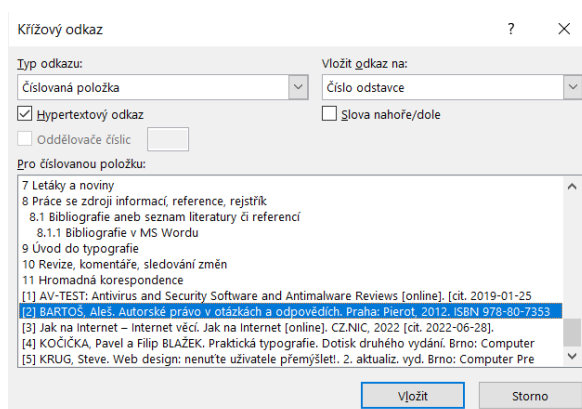 Křížový odkaz ?
Typ odkazu: Vložit odkaz na:
Číslovaná položka Číslo odstavce
Hypertextový odkaz Slova nahoře/dole
Oddělovače číslic
Pro číslovanou položku:
7 Letáky a noviny
8 Práce se zdroji informací, reference, rejstřík
8.1 Bibliografie aneb seznam literatury či referencí
8.1.1 Bibliografie v MS Wordu
9 Úvod do typografie
10 Revize, komentáře, sledování změn
11 Hromadná korespondence
[1] AV-TEST: Antivirus and Security Software and Antimalware Reviews [online]. [cit. 2019-01-25
[2] BARTOŠ, Aleš. Autorské právo v otázkách a odpovědích. Praha: Pierot, 2012. ISBN 978-80-7353
[3] Jak na Internet – Internet věcí. Jak na Internet [online]. CZ.NIC, 2022 [cit. 2022-06-28].
[4] KOČIČKA, Pavel a Filip BLAŽEK. Praktická typografie. Dotisk druhého vydání. Brno: Computer
[5] KRUG, Steve. Web design: nenuťte uživatele přemýšlet!. 2. aktualiz. vyd. Brno: Computer Pre
Vložit Storno